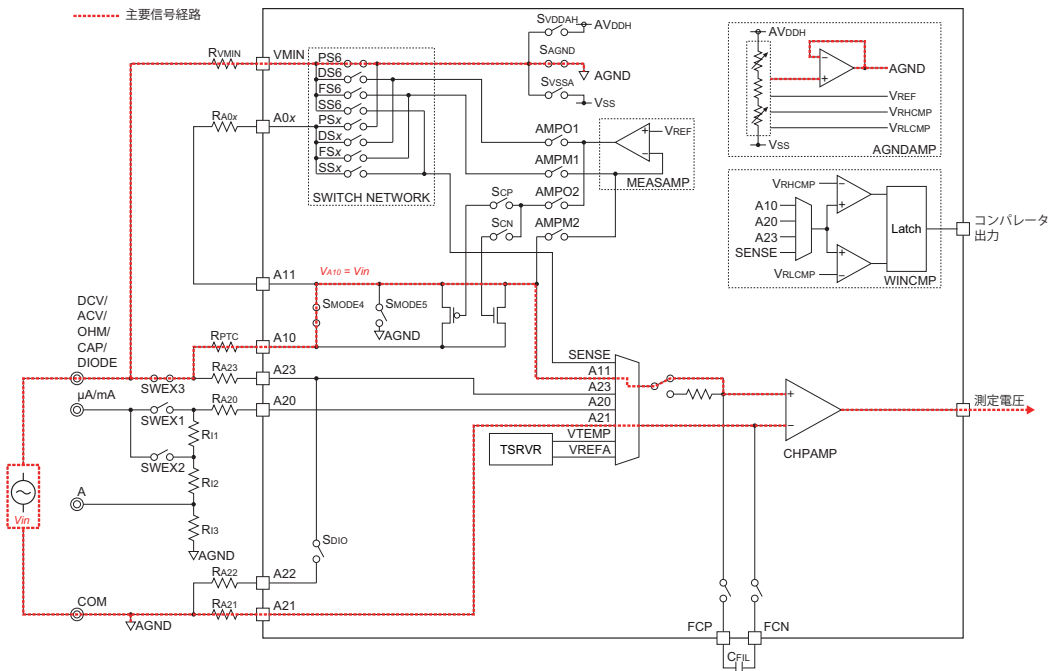 主要信号経路
SVDDAH
AVDDH
SAGND
AGND
SVSSA
VSS
RVMIN
VMIN
PS6
DS6
FS6
SS6
PSx
DSx
FSx
SSx
SWITCH NETWORK
RA0x
A0x
AMPO1
AMPM1
AMPO2
AMPM2
VREF
MEASAMP
SCP
SCN
AVDDH
AGND
VREF
VRHCMP
VRLCMP
VSS
AGNDAMP
VRHCMP
A10
A20
A23
SENSE
VRLCMP
Latch
WINCMP
コンパレータ
出力
A11
VA10 = Vin
SMODE4
SMODE5
AGND
DCV/
ACV/
OHM/
CAP/
DIODE
RPTC
A10
SWEX3
RA23
A23
µA/mA
SWEX1
RA20
A20
RI1
SWEX2
RI2
A
RI3
AGND
Vin
SENSE
A11
A23
A20
A21
VTEMP
VREFA
TSRVR
CHPAMP
測定電圧
SDIO
RA22
A22
COM
RA21
A21
AGND
FCP
FCN
CFIL